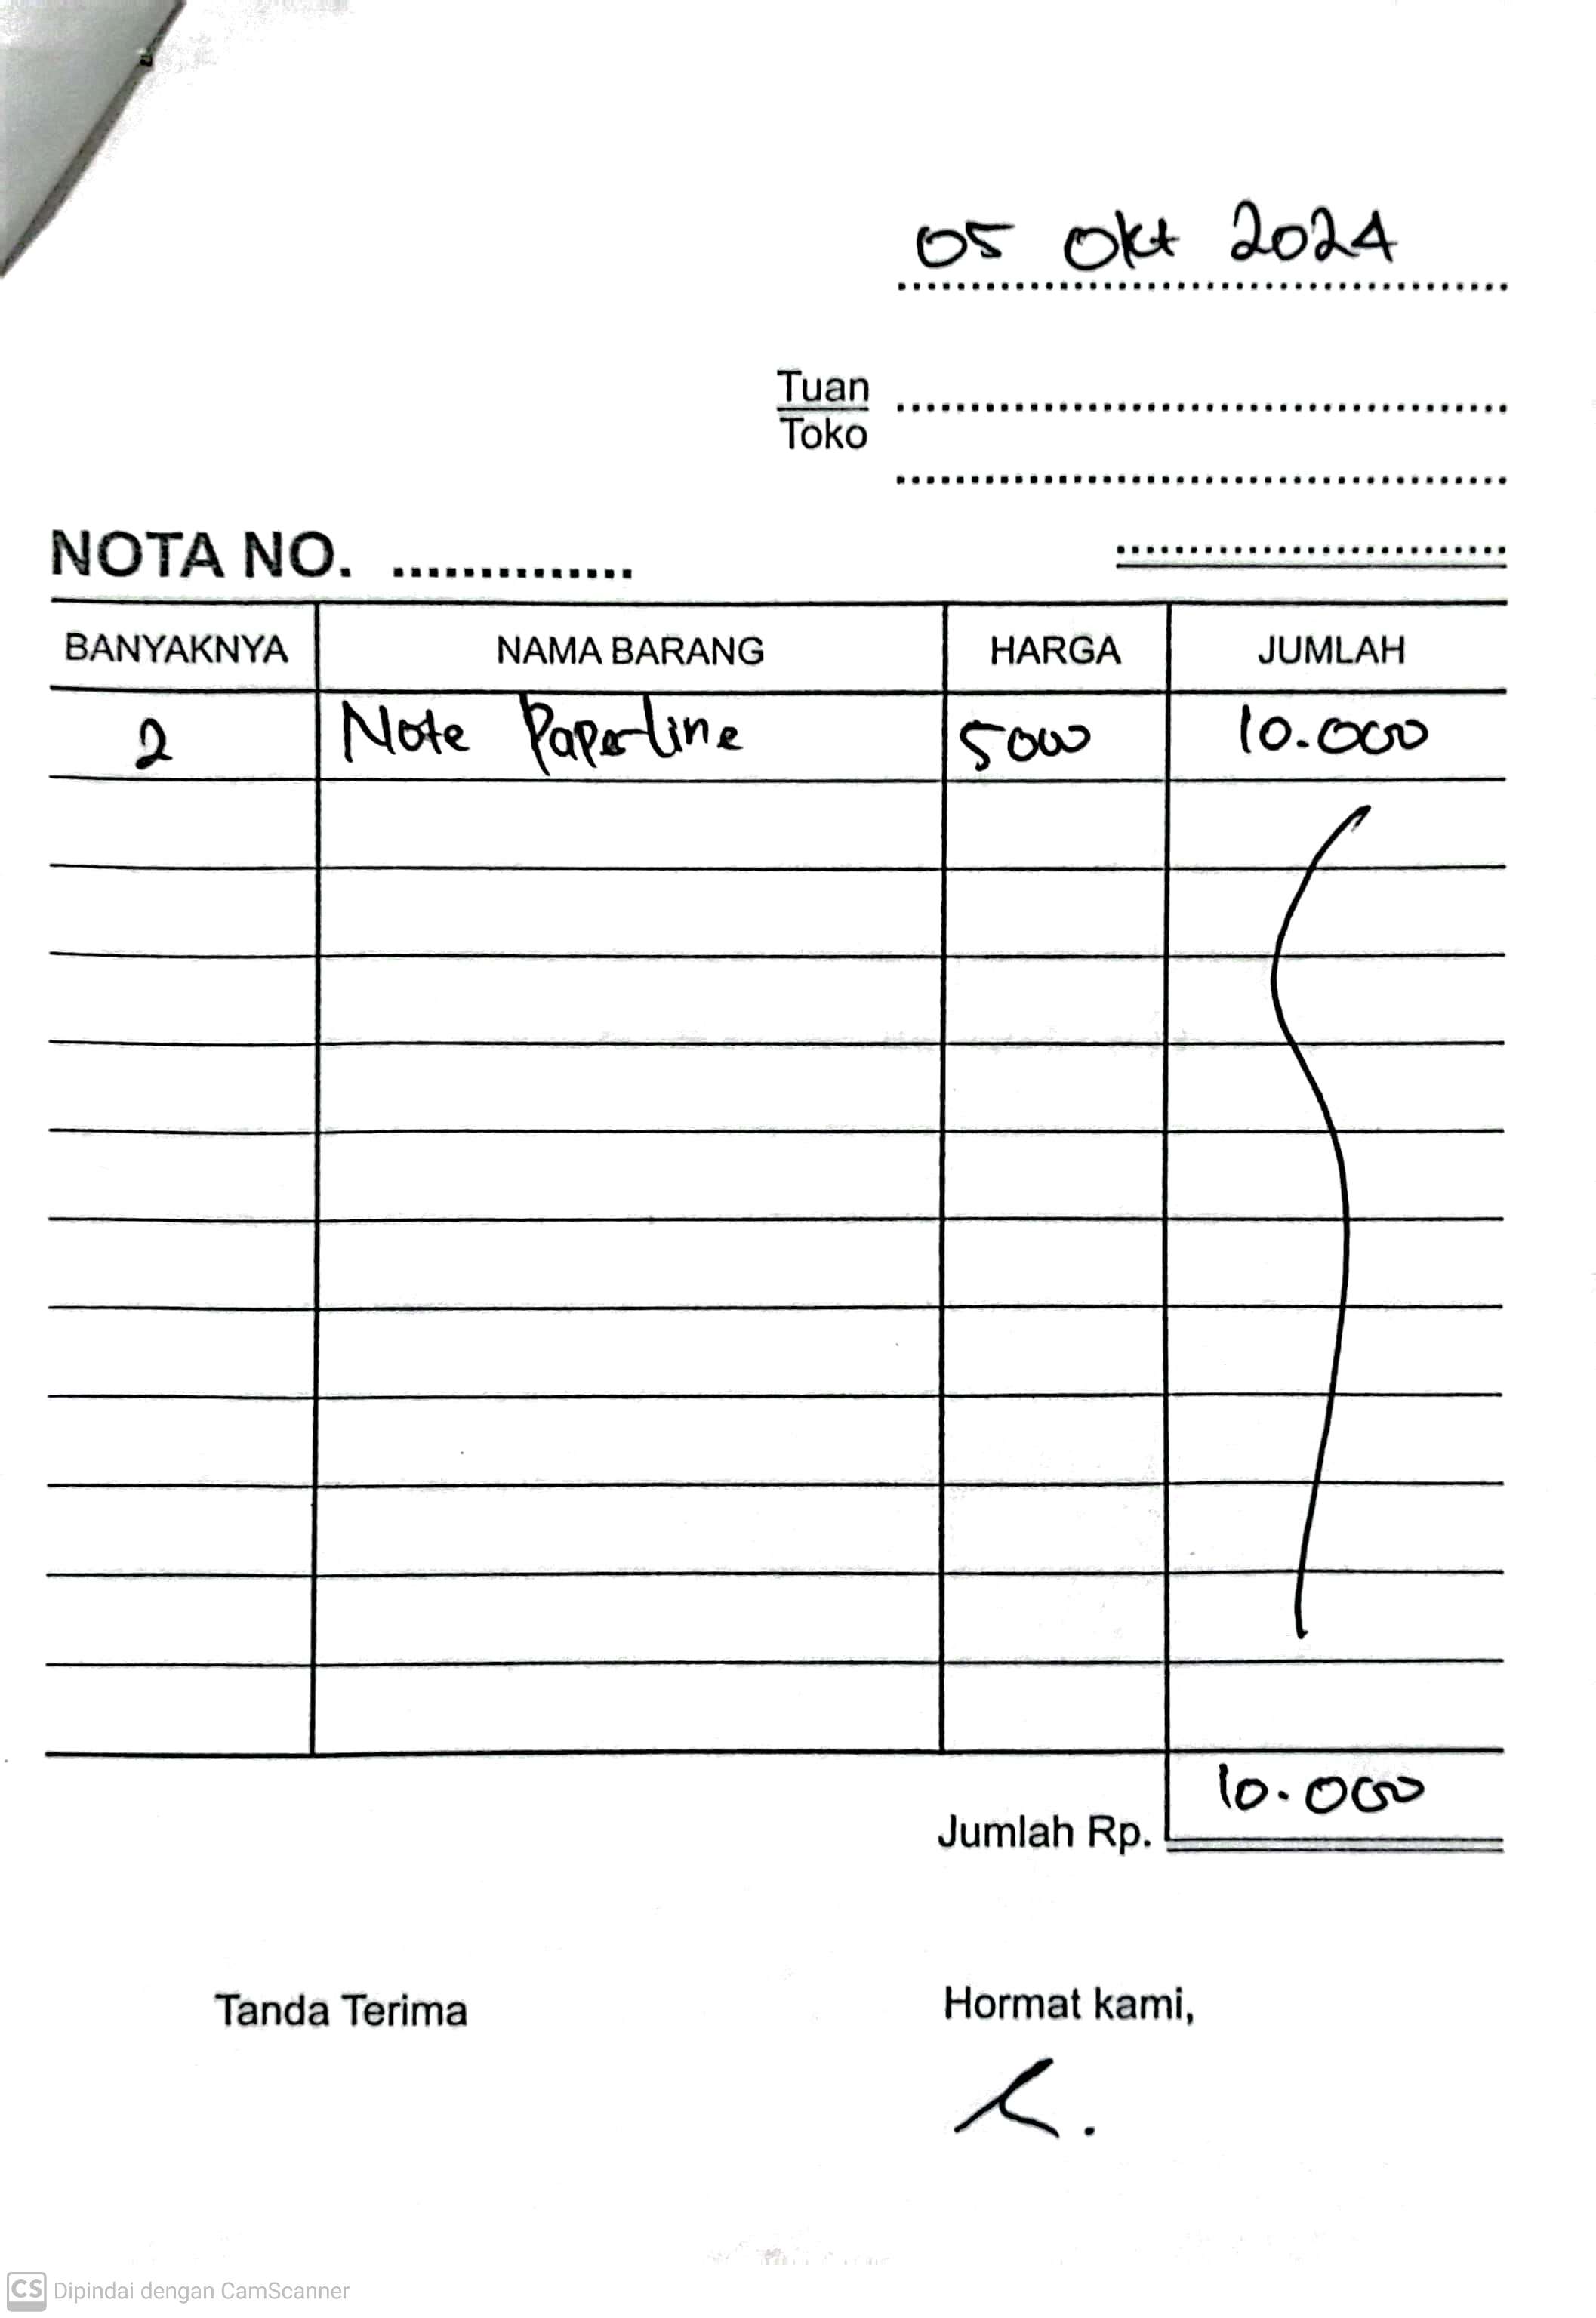 05 Okt 2024
Tuan
Toko
NOTA NO. ...............
BANYAKNYA NAMA BARANG HARGA JUMLAH
2 Note Paperline 5000 10.000
Jumlah Rp. 10.000
Tanda Terima Hormat kami,
CS Dipindai dengan CamScanner